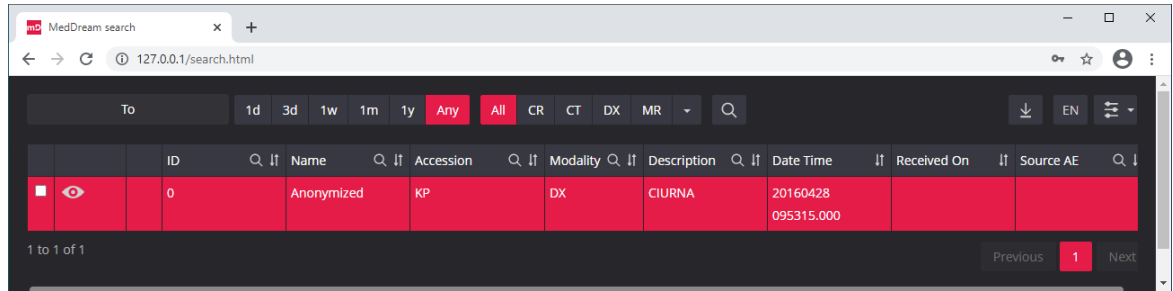 mD MedDream search
127.0.0.1/search.html
To 1d 3d 1w 1m 1y Any All CR CT DX MR EN
ID Name Accession Modality Description Date Time Received On Source AE
0 Anonymized KP DX CIURNA 20160428
095315.000
1 to 1 of 1
Previous 1 Next